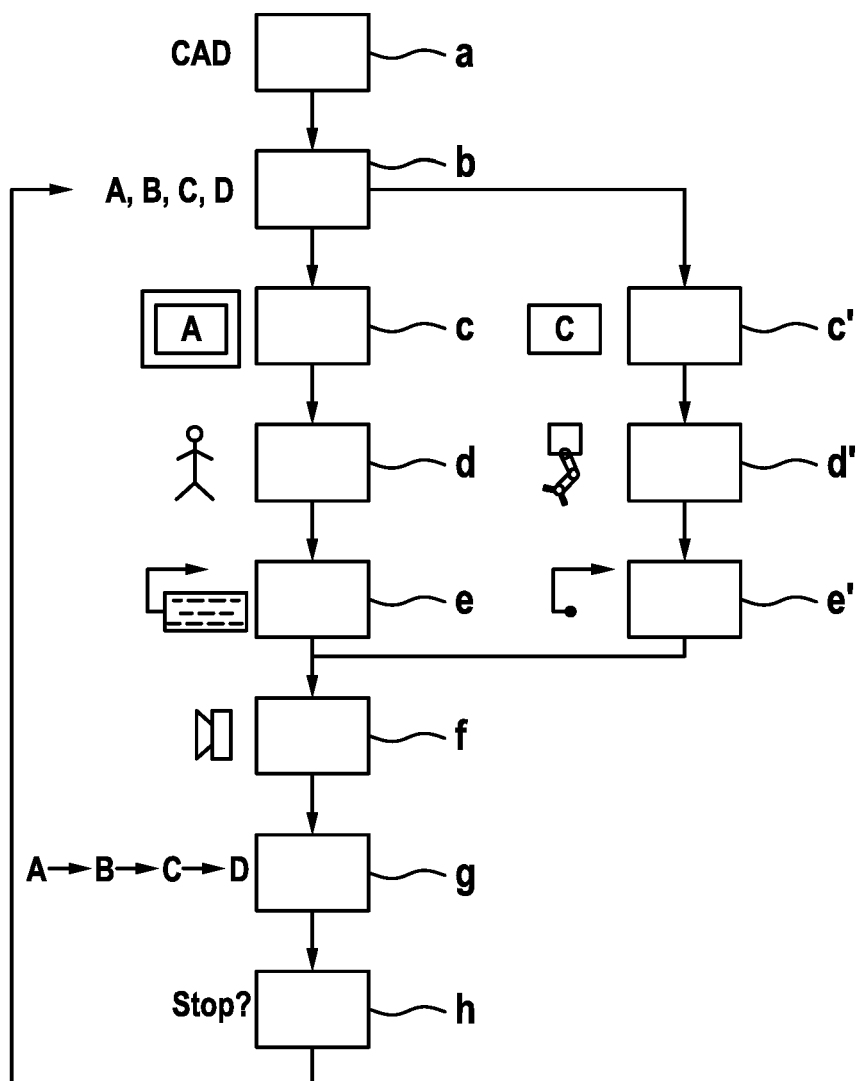 CAD a
b
A, B, C, D
A c C c'
d d'
e e'
f
A B C D g
Stop? h